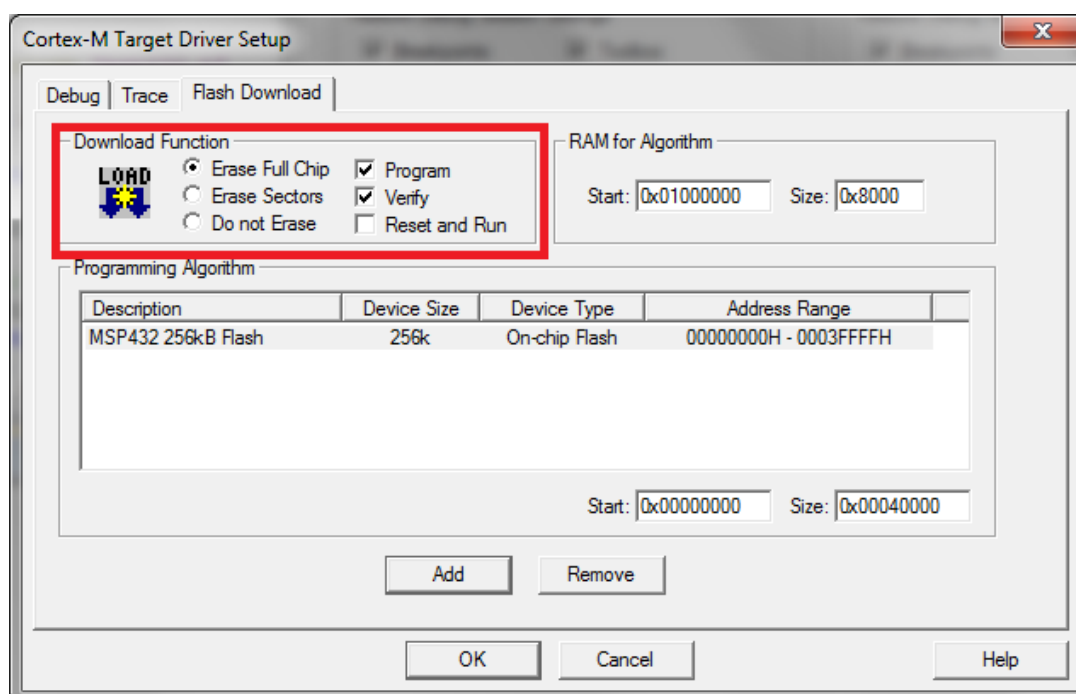 Cortex-M Target Driver Setup
Debug Trace Flash Download
Download Function
LOAD
Erase Full Chip Program
Erase Sectors Verify
Do not Erase Reset and Run
RAM for Algorithm
Start: 0x01000000 Size: 0x8000
Programming Algorithm
Description Device Size Device Type Address Range
MSP432 256kB Flash 256k On-chip Flash 00000000H - 0003FFFFH
Start: 0x00000000 Size: 0x00040000
Add Remove
OK Cancel Help